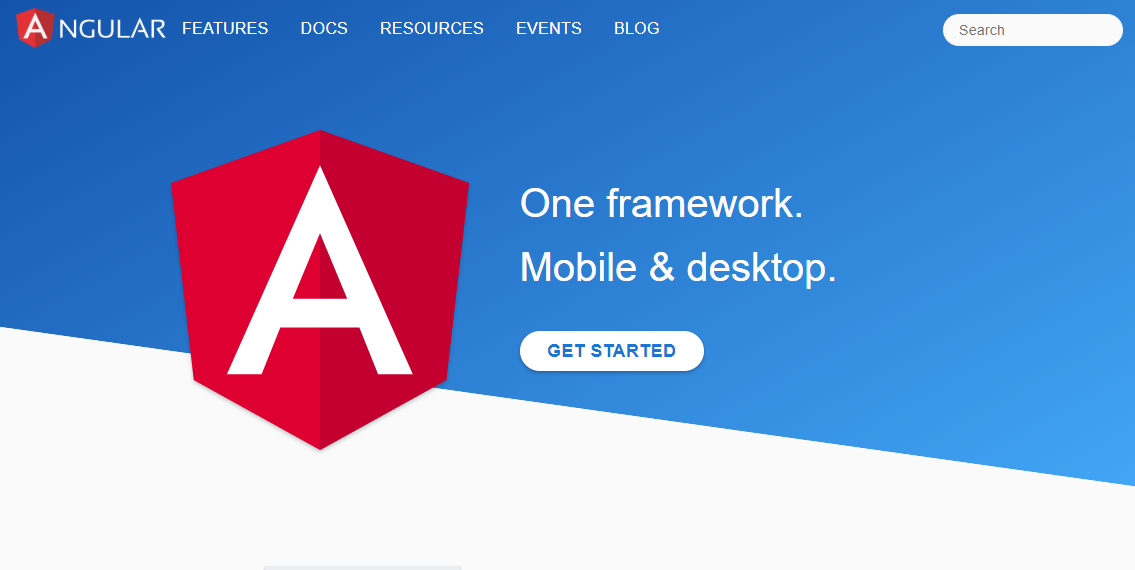 ANGULAR FEATURES DOCS RESOURCES EVENTS BLOG Search
A
One framework.
Mobile & desktop.
GET STARTED